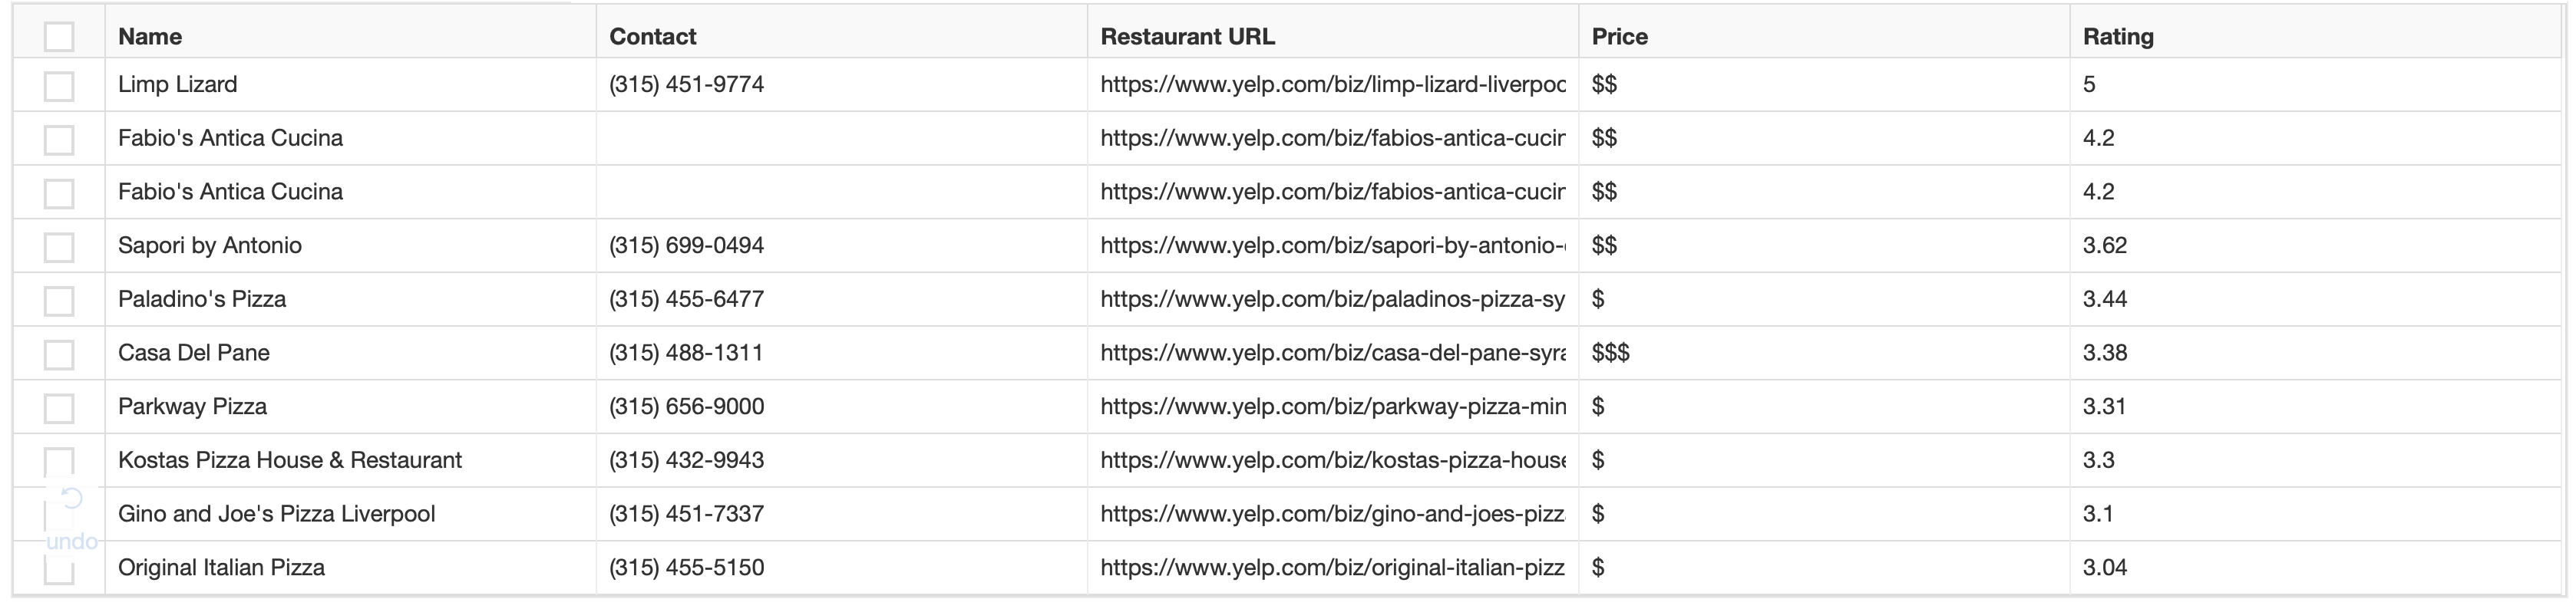 Name Contact Restaurant URL Price Rating
Limp Lizard (315) 451-9774 https://www.yelp.com/biz/limp-lizard-liverpoo $$ 5
Fabio's Antica Cucina https://www.yelp.com/biz/fabios-antica-cucin $$ 4.2
Fabio's Antica Cucina https://www.yelp.com/biz/fabios-antica-cucin $$ 4.2
Sapori by Antonio (315) 699-0494 https://www.yelp.com/biz/sapori-by-antonio- $$ 3.62
Paladino's Pizza (315) 455-6477 https://www.yelp.com/biz/paladinos-pizza-sy $ 3.44
Casa Del Pane (315) 488-1311 https://www.yelp.com/biz/casa-del-pane-syra $$$ 3.38
Parkway Pizza (315) 656-9000 https://www.yelp.com/biz/parkway-pizza-min $ 3.31
Kostas Pizza House & Restaurant (315) 432-9943 https://www.yelp.com/biz/kostas-pizza-house $ 3.3
Gino and Joe's Pizza Liverpool (315) 451-7337 https://www.yelp.com/biz/gino-and-joes-pizz $ 3.1
undo
Original Italian Pizza (315) 455-5150 https://www.yelp.com/biz/original-italian-pizz $ 3.04